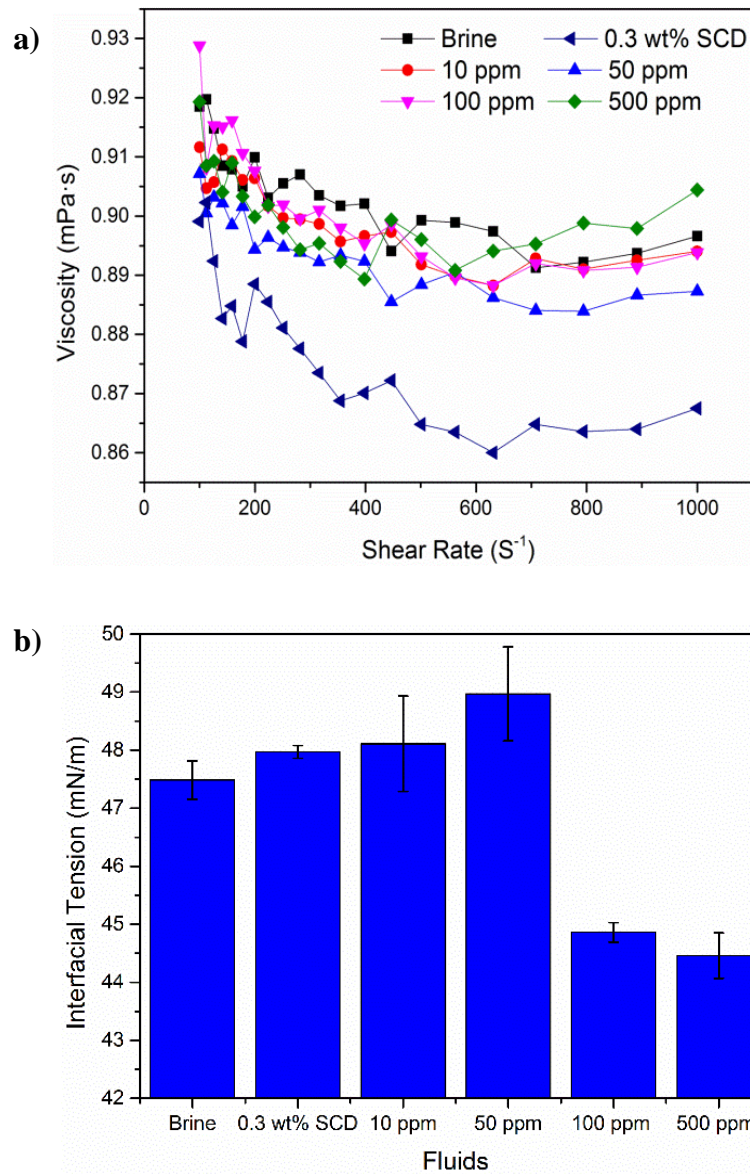 a)
0.93
0.92
0.91
0.90
0.89
0.88
0.87
0.86
Viscosity (mPa·s)
Brine
0.3 wt% SCD
10 ppm
50 ppm
100 ppm
500 ppm
0
200
400
600
800
1000
Shear Rate (S⁻¹)
b)
50
49
48
47
46
45
44
43
42
Interfacial Tension (mN/m)
Brine
0.3 wt% SCD
10 ppm
50 ppm
100 ppm
500 ppm
Fluids